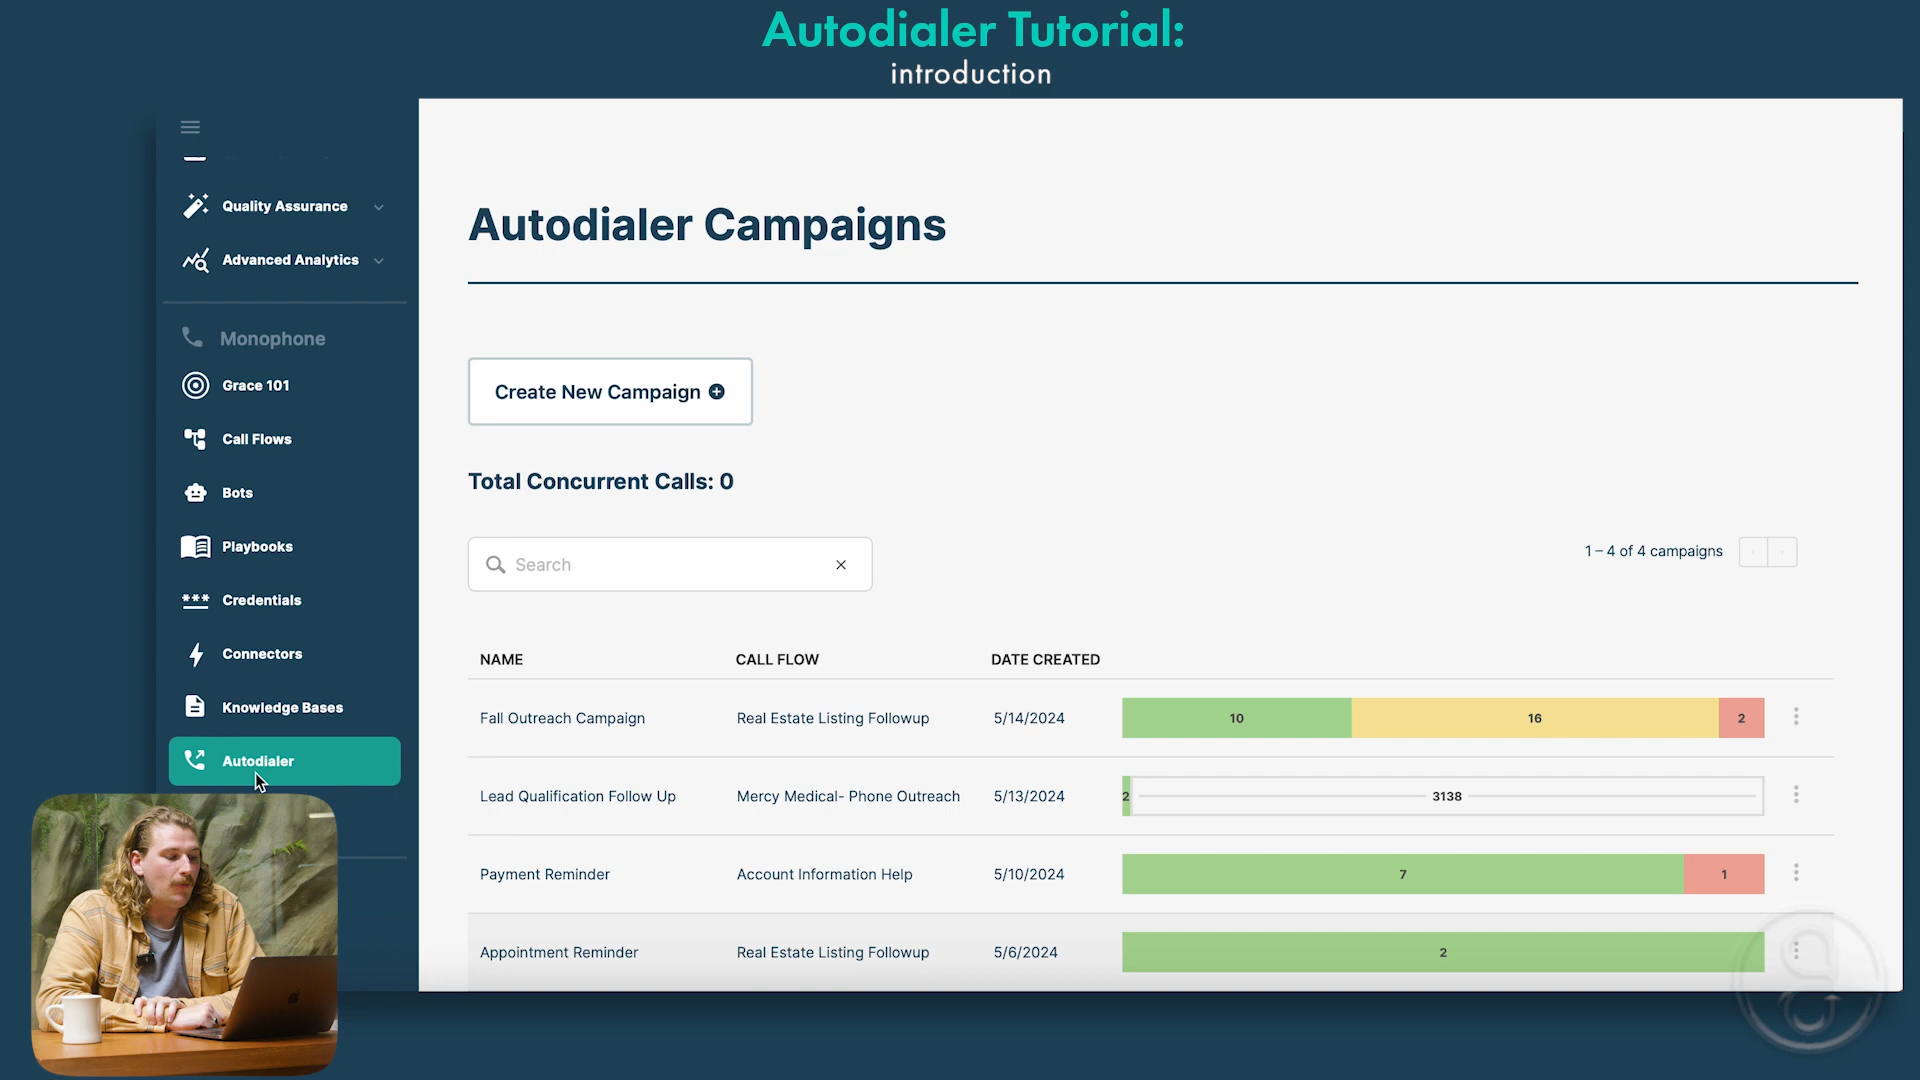 Autodialer Tutorial:
introduction
Quality Assurance
Advanced Analytics
Monophone
Grace 101
Call Flows
Bots
Playbooks
Credentials
Connectors
Knowledge Bases
Autodialer
Autodialer Campaigns
Create New Campaign
Total Concurrent Calls: 0
Search
1 – 4 of 4 campaigns
NAME CALL FLOW DATE CREATED
Fall Outreach Campaign Real Estate Listing Followup 5/14/2024 10 16 2
Lead Qualification Follow Up Mercy Medical- Phone Outreach 5/13/2024 2 3138
Payment Reminder Account Information Help 5/10/2024 7 1
Appointment Reminder Real Estate Listing Followup 5/6/2024 2